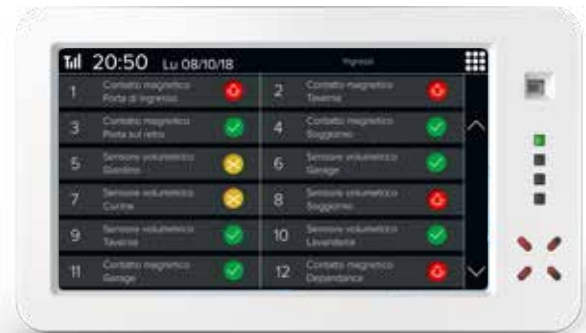 20:50 Lu 08/10/18 Ingressi
1 Contatto magnetico
Porta di ingresso
2 Contatto magnetico
Taverna
3 Contatto magnetico
Porta sul retro
4 Contatto magnetico
Soggiorno
5 Sensore volumetrico
Giardino
6 Sensore volumetrico
Garage
7 Sensore volumetrico
Cucina
8 Sensore volumetrico
Soggiorno
9 Sensore volumetrico
Taverna
10 Sensore volumetrico
Lavanderia
11 Contatto magnetico
Garage
12 Contatto magnetico
Dependance